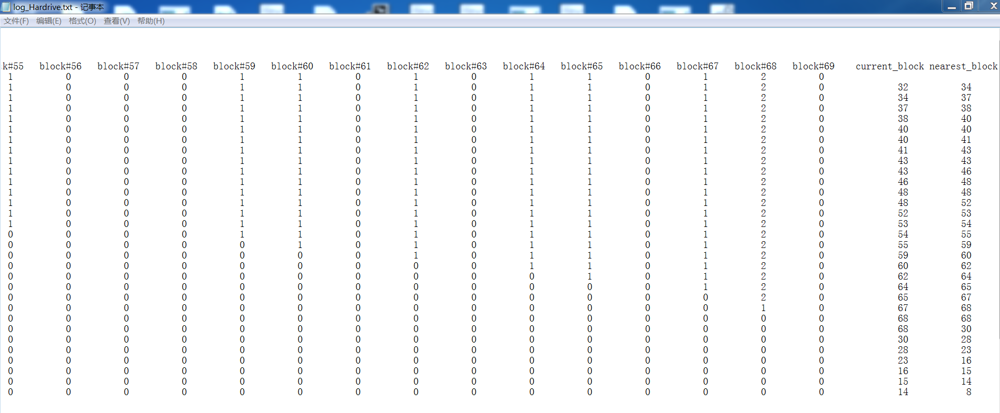 log_Hardrive.txt - 记事本
文件(F) 编辑(E) 格式(O) 查看(V) 帮助(H)
k#55 block#56 block#57 block#58 block#59 block#60 block#61 block#62 block#63 block#64 block#65 block#66 block#67 block#68 block#69 current_block nearest_block
1 0 0 0 1 1 0 1 0 1 1 0 1 2 0
1 0 0 0 1 1 0 1 0 1 1 0 1 2 0 32 34
1 0 0 0 1 1 0 1 0 1 1 0 1 2 0 34 37
1 0 0 0 1 1 0 1 0 1 1 0 1 2 0 37 38
1 0 0 0 1 1 0 1 0 1 1 0 1 2 0 38 40
1 0 0 0 1 1 0 1 0 1 1 0 1 2 0 40 40
1 0 0 0 1 1 0 1 0 1 1 0 1 2 0 40 41
1 0 0 0 1 1 0 1 0 1 1 0 1 2 0 41 43
1 0 0 0 1 1 0 1 0 1 1 0 1 2 0 43 43
1 0 0 0 1 1 0 1 0 1 1 0 1 2 0 43 46
1 0 0 0 1 1 0 1 0 1 1 0 1 2 0 46 48
1 0 0 0 1 1 0 1 0 1 1 0 1 2 0 48 48
1 0 0 0 1 1 0 1 0 1 1 0 1 2 0 48 52
1 0 0 0 1 1 0 1 0 1 1 0 1 2 0 52 53
1 0 0 0 1 1 0 1 0 1 1 0 1 2 0 53 54
0 0 0 0 1 1 0 1 0 1 1 0 1 2 0 54 55
0 0 0 0 0 1 0 1 0 1 1 0 1 2 0 55 59
0 0 0 0 0 0 0 1 0 1 1 0 1 2 0 59 60
0 0 0 0 0 0 0 0 0 1 1 0 1 2 0 60 62
0 0 0 0 0 0 0 0 0 0 1 0 1 2 0 62 64
0 0 0 0 0 0 0 0 0 0 0 0 1 2 0 64 65
0 0 0 0 0 0 0 0 0 0 0 0 0 2 0 65 67
0 0 0 0 0 0 0 0 0 0 0 0 0 1 0 67 68
0 0 0 0 0 0 0 0 0 0 0 0 0 0 0 68 68
0 0 0 0 0 0 0 0 0 0 0 0 0 0 0 68 30
0 0 0 0 0 0 0 0 0 0 0 0 0 0 0 30 28
0 0 0 0 0 0 0 0 0 0 0 0 0 0 0 28 23
0 0 0 0 0 0 0 0 0 0 0 0 0 0 0 23 16
0 0 0 0 0 0 0 0 0 0 0 0 0 0 0 16 15
0 0 0 0 0 0 0 0 0 0 0 0 0 0 0 15 14
0 0 0 0 0 0 0 0 0 0 0 0 0 0 0 14 8